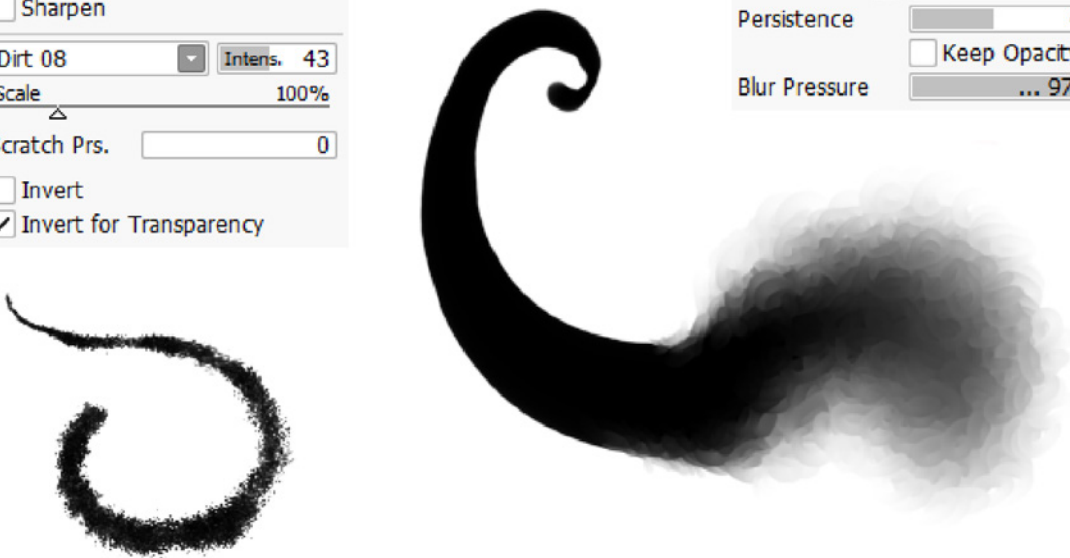 Sharpen
Dirt 08
Intens. 43
Scale
100%
Scratch Prs.
0
Invert
Invert for Transparency
Persistence
Keep Opacit
Blur Pressure
... 97